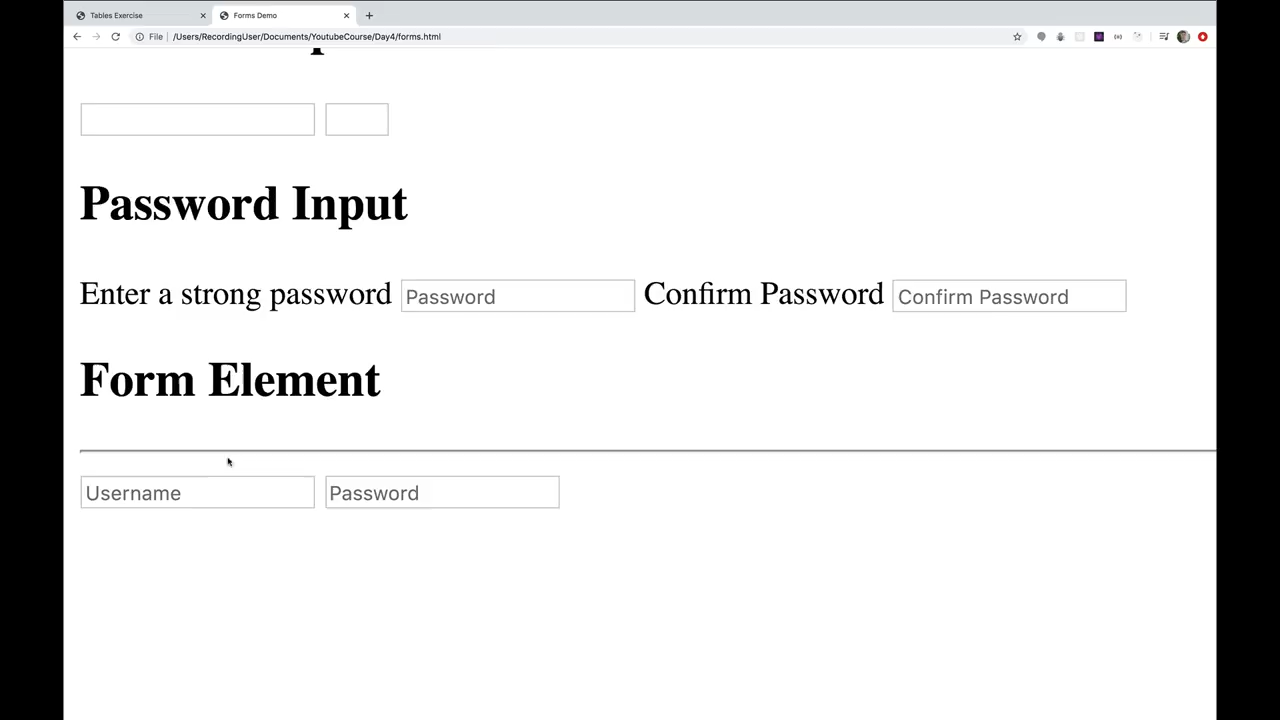 Tables Exercise
Forms Demo
File /Users/RecordingUser/Documents/YoutubeCourse/Day4/forms.html
Password Input
Enter a strong password Password Confirm Password Confirm Password
Form Element
Username Password